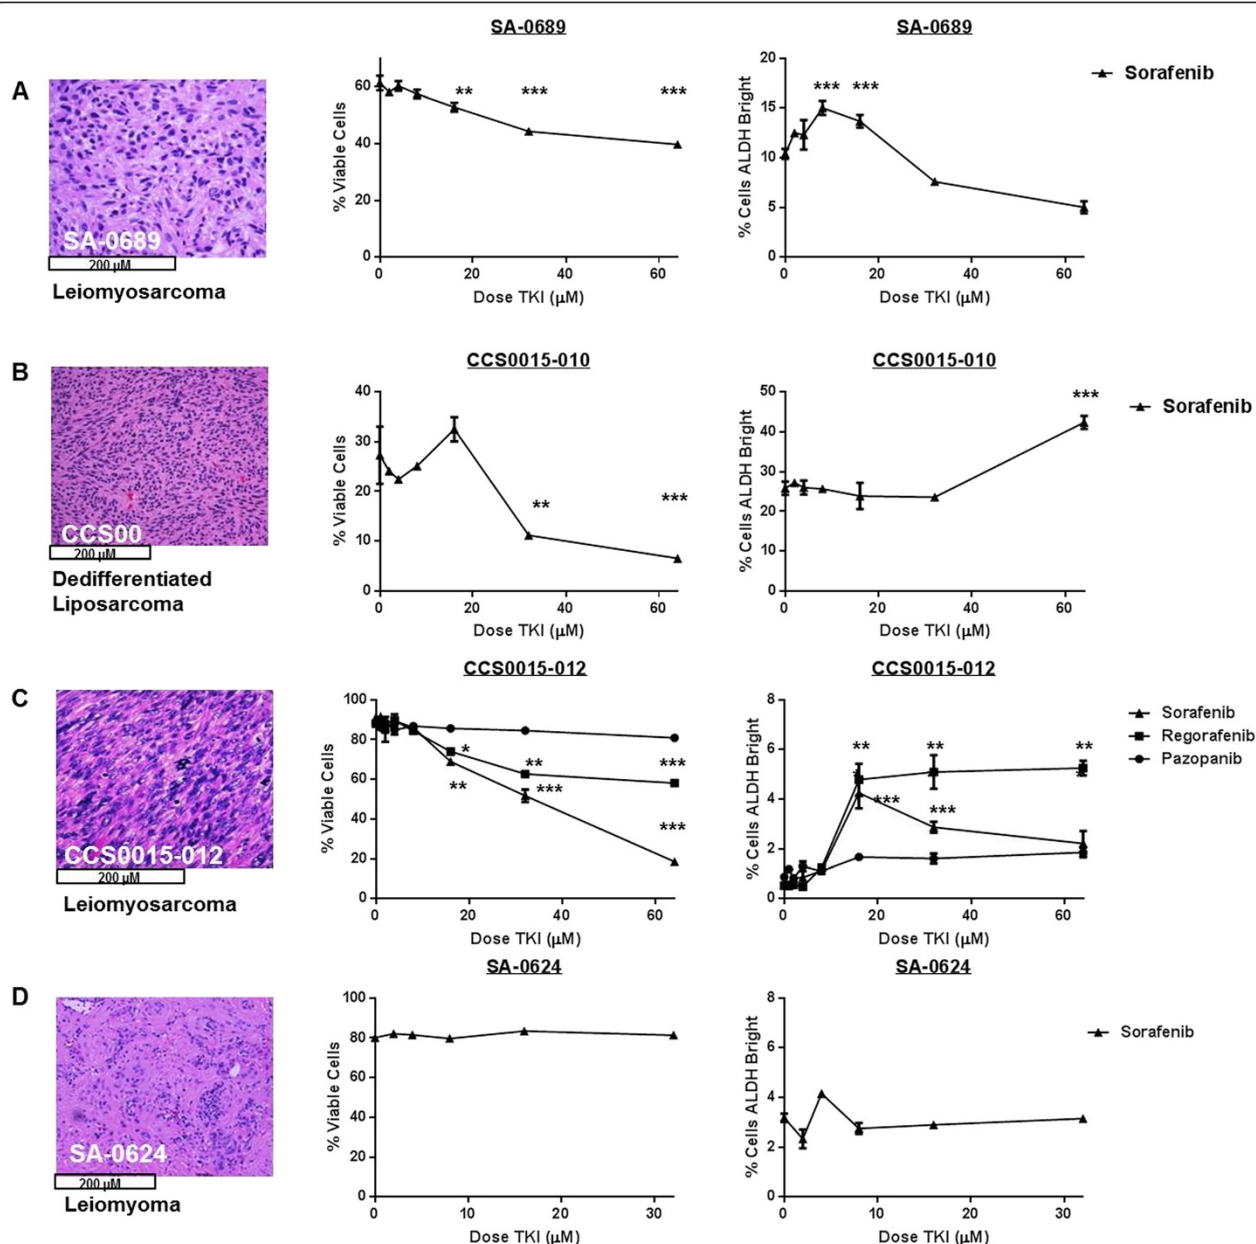 A
SA-0689
200 µM
Leiomyosarcoma
SA-0689
% Viable Cells
60
40
20
0
** *** ***
0 20 40 60
Dose TKI (µM)
SA-0689
% Cells ALDH Bright
20
15
10
5
0
*** ***
0 20 40 60
Dose TKI (µM)
Sorafenib
B
CCS00
200 µM
Dedifferentiated
Liposarcoma
CCS0015-010
% Viable Cells
40
30
20
10
0
** ***
0 20 40 60
Dose TKI (µM)
CCS0015-010
% Cells ALDH Bright
50
40
30
20
10
0
***
0 20 40 60
Dose TKI (µM)
Sorafenib
C
CCS0015-012
200 µM
Leiomyosarcoma
CCS0015-012
% Viable Cells
100
80
60
40
20
0
* ** ***
** *** ***
0 20 40 60
Dose TKI (µM)
CCS0015-012
% Cells ALDH Bright
8
6
4
2
0
** ** **
*** ***
0 20 40 60
Dose TKI (µM)
Sorafenib
Regorafenib
Pazopanib
D
SA-0624
200 µM
Leiomyoma
SA-0624
% Viable Cells
100
80
60
40
20
0
0 10 20 30
Dose TKI (µM)
SA-0624
% Cells ALDH Bright
8
6
4
2
0
0 10 20 30
Dose TKI (µM)
Sorafenib